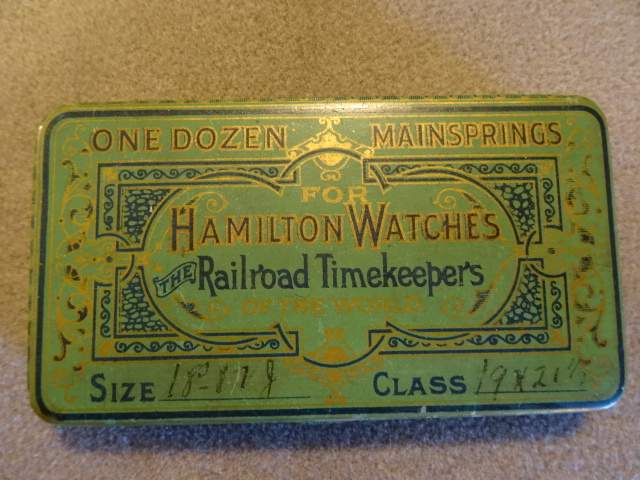 ONE DOZEN MAINSPRINGS
FOR
HAMILTON WATCHES
THE Railroad Timekeepers
OF THE WORLD
SIZE CLASS